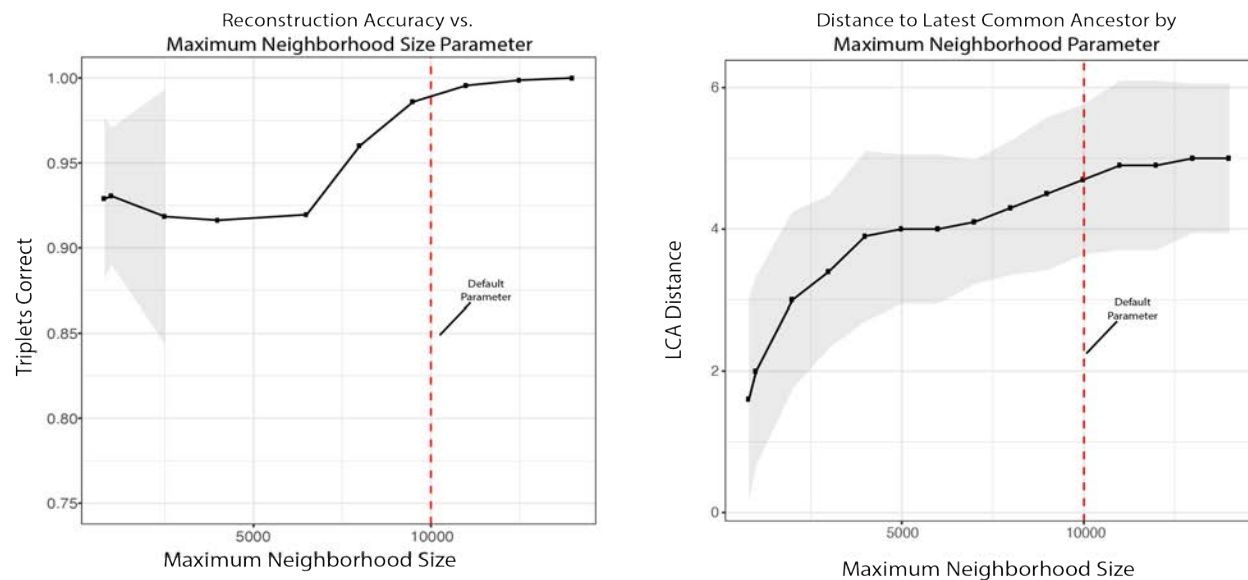 Reconstruction Accuracy vs.
Maximum Neighborhood Size Parameter
1.00
0.95
0.90
0.85
0.80
0.75
Triplets Correct
Default
Parameter
5000
10000
Maximum Neighborhood Size
Distance to Latest Common Ancestor by
Maximum Neighborhood Parameter
6
4
2
0
LCA Distance
Default
Parameter
5000
10000
Maximum Neighborhood Size